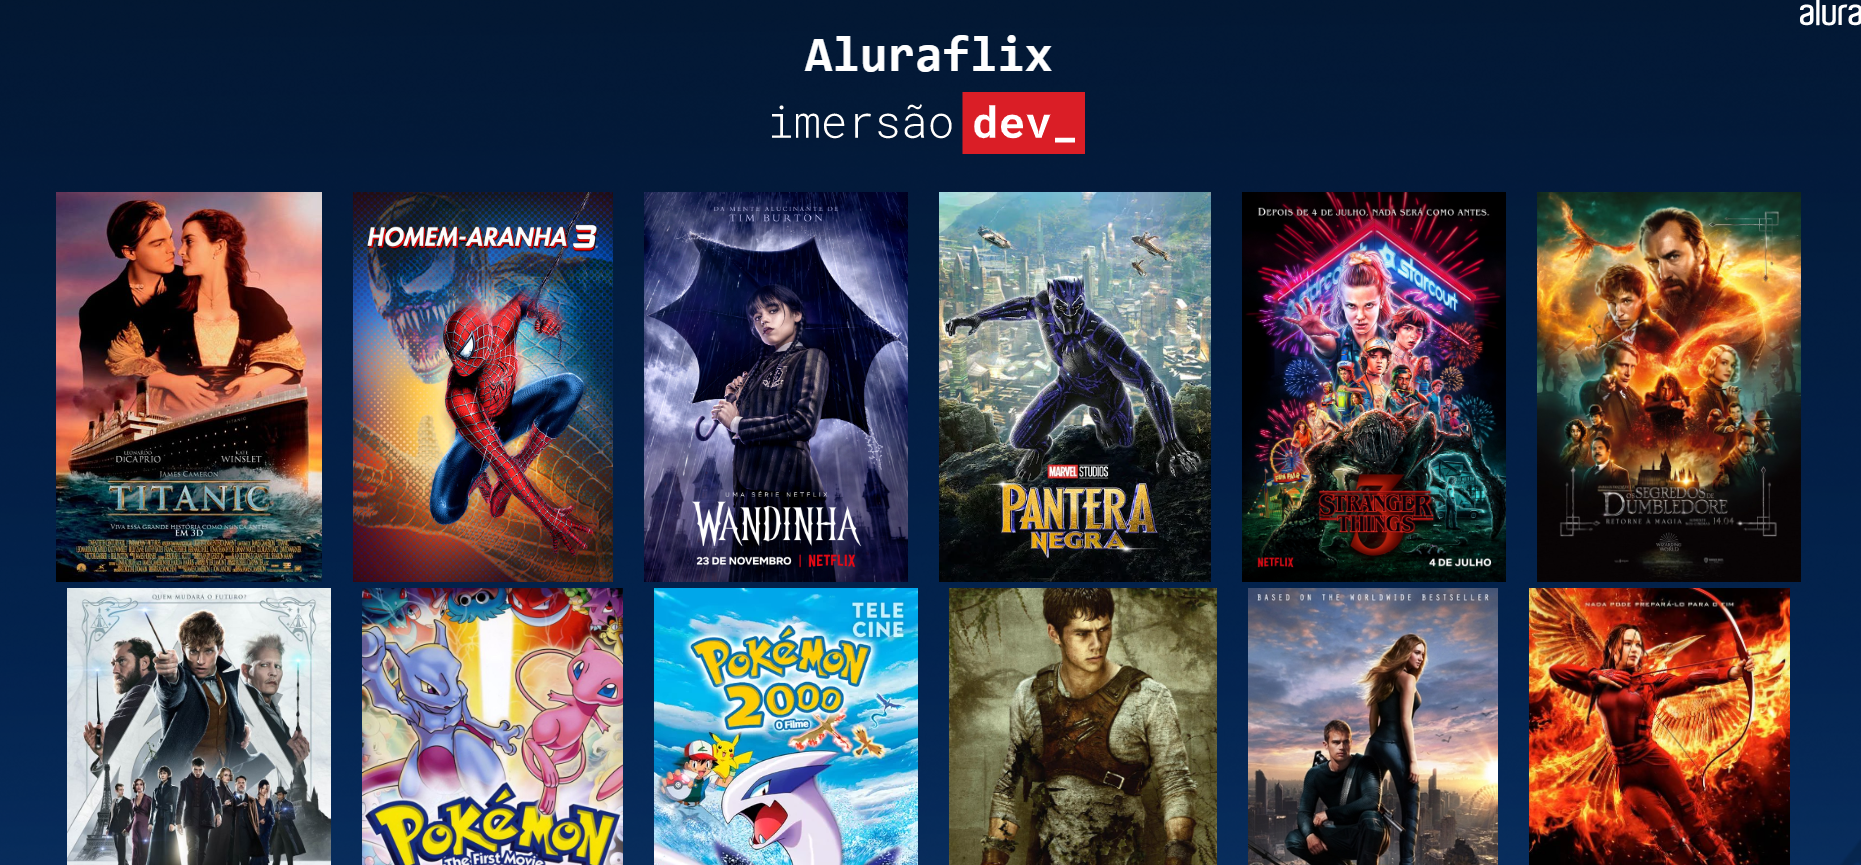 alura
Aluraflix
imersão dev_
LEONARDO DICAPRIO
KATE WINSLET
JAMES CAMERON
TITANIC
VIVA ESSA GRANDE HISTÓRIA COMO NUNCA ANTES
EM 3D
HOMEM-ARANHA 3
DA MENTE ALUCINANTE DE
TIM BURTON
UMA SÉRIE NETFLIX
WANDINHA
23 DE NOVEMBRO | NETFLIX
MARVEL STUDIOS
PANTERA
NEGRA
DEPOIS DE 4 DE JULHO, NADA SERÁ COMO ANTES.
starcourt
STRANGER
THINGS
3
NETFLIX
4 DE JULHO
OS SEGREDOS DE
DUMBLEDORE
RETORNE À MAGIA
14.04
QUEM MUDARÁ O FUTURO?
POKéMON
The First Movie
TELE
CINE
POKéMON
2000
O Filme
BASED ON THE WORLDWIDE BESTSELLER
NADA PODE PREPARÁ-LO PARA O FIM